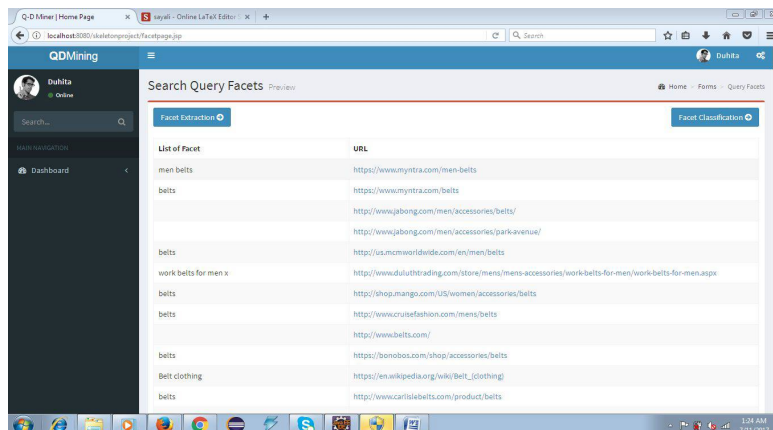 Q-D Miner | Home Page
sayali - Online LaTeX Editor S
localhost:8080/skeletonproject/facetpage.jsp
Search
QDMining
Duhita
Duhita
Online
Search Query Facets Preview
Home Forms Query Facets
Search...
Facet Extraction
Facet Classification
MAIN NAVIGATION
Dashboard
List of Facet URL
men belts https://www.myntra.com/men-belts
belts https://www.myntra.com/belts
http://www.jabong.com/men/accessories/belts/
http://www.jabong.com/men/accessories/park-avenue/
belts http://us.mcmworldwide.com/en/men/belts
work belts for men x http://www.duluthtrading.com/store/mens/mens-accessories/work-belts-for-men/work-belts-for-men.aspx
belts http://shop.mango.com/US/women/accessories/belts
belts http://www.cruisefashion.com/mens/belts
http://www.belts.com/
belts https://bonobos.com/shop/accessories/belts
Belt clothing https://en.wikipedia.org/wiki/Belt_(clothing)
belts http://www.carlislebelts.com/product/belts
1:24 AM